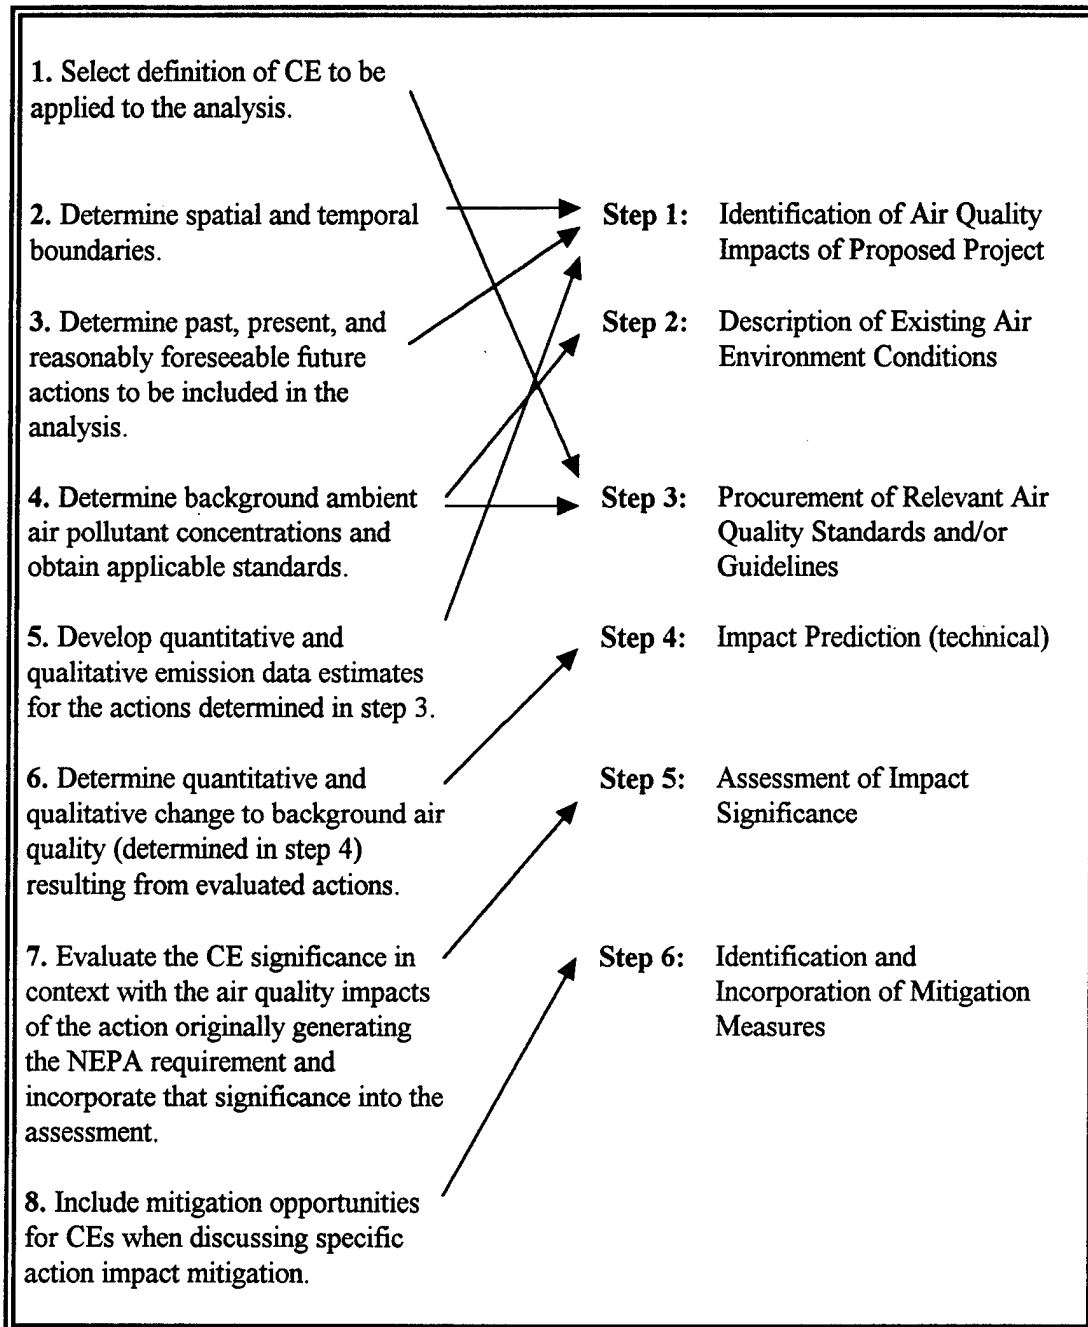 1. Select definition of CE to be
applied to the analysis.
2. Determine spatial and temporal
boundaries.
3. Determine past, present, and
reasonably foreseeable future
actions to be included in the
analysis.
4. Determine background ambient
air pollutant concentrations and
obtain applicable standards.
5. Develop quantitative and
qualitative emission data estimates
for the actions determined in step 3.
6. Determine quantitative and
qualitative change to background air
quality (determined in step 4)
resulting from evaluated actions.
7. Evaluate the CE significance in
context with the air quality impacts
of the action originally generating
the NEPA requirement and
incorporate that significance into the
assessment.
8. Include mitigation opportunities
for CEs when discussing specific
action impact mitigation.
Step 1: Identification of Air Quality
Impacts of Proposed Project
Step 2: Description of Existing Air
Environment Conditions
Step 3: Procurement of Relevant Air
Quality Standards and/or
Guidelines
Step 4: Impact Prediction (technical)
Step 5: Assessment of Impact
Significance
Step 6: Identification and
Incorporation of Mitigation
Measures